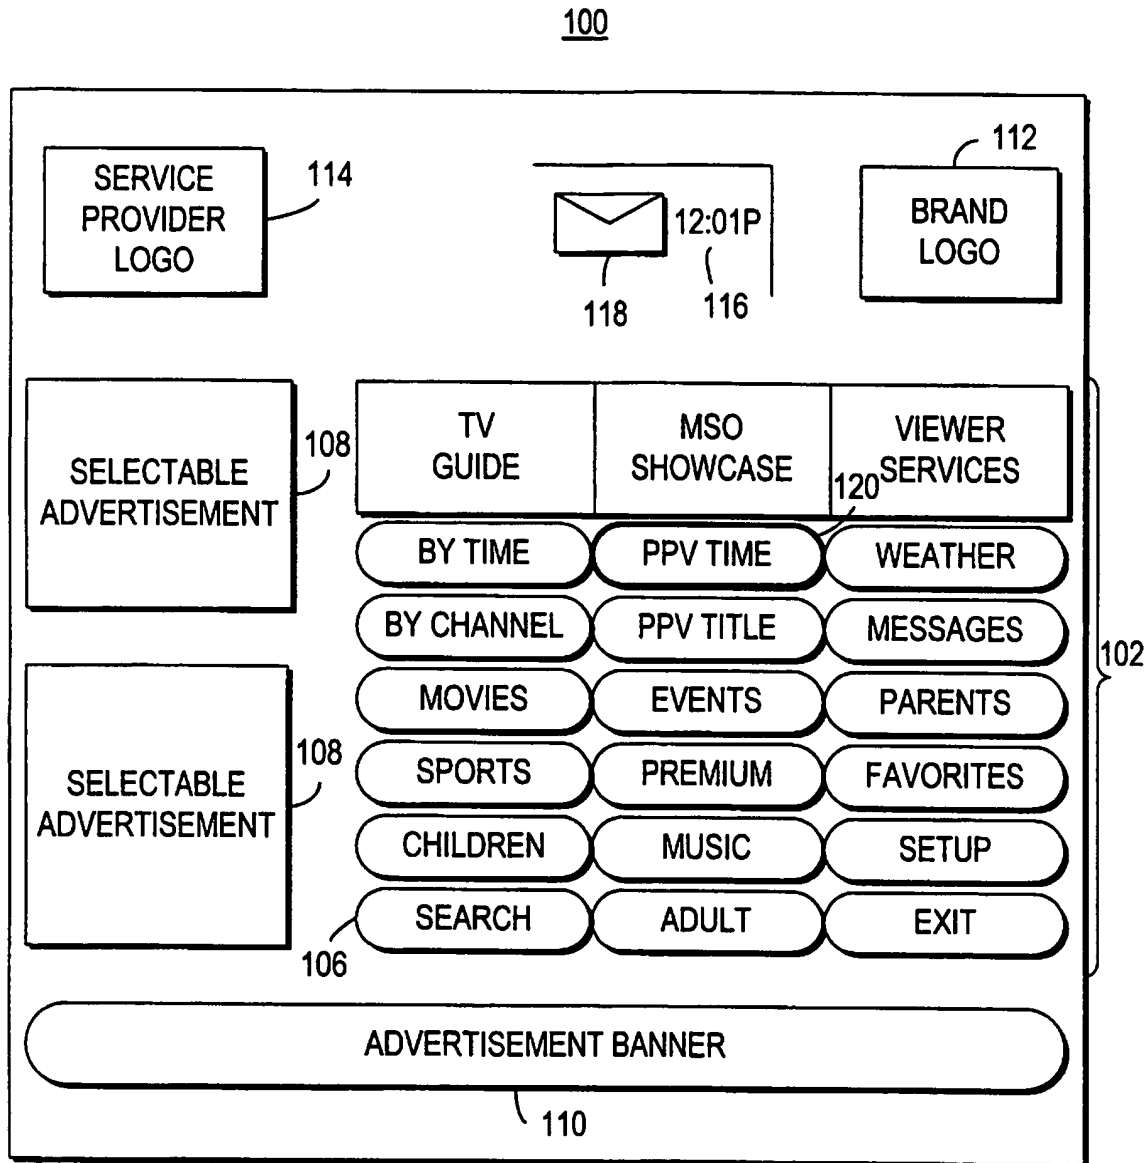 100
SERVICE
PROVIDER
LOGO
114
12:01P
118
116
112
BRAND
LOGO
SELECTABLE
ADVERTISEMENT
108
SELECTABLE
ADVERTISEMENT
108
TV
GUIDE
MSO
SHOWCASE
VIEWER
SERVICES
120
BY TIME
PPV TIME
WEATHER
BY CHANNEL
PPV TITLE
MESSAGES
MOVIES
EVENTS
PARENTS
SPORTS
PREMIUM
FAVORITES
CHILDREN
MUSIC
SETUP
SEARCH
ADULT
EXIT
106
102
ADVERTISEMENT BANNER
110